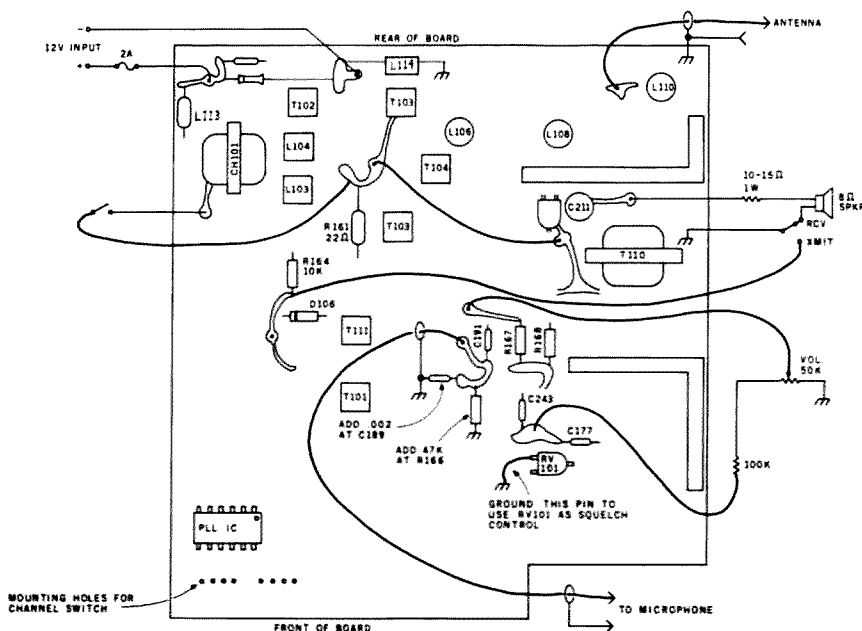 ANTENNA
REAR OF BOARD
-
12V INPUT
2A
+
L114
L110
L113
T102
T103
L106
L108
L104
CH101
T104
10-15Ω
1W
L103
C211
8Ω
SPKR
RCV
R161
22Ω
T103
T110
XMIT
R164
10K
D106
T111
C191
R167
R168
VOL.
50K
T101
C243
ADD .002
AT C189
C177
ADD 47K
AT R166
RV
101
100K
GROUND THIS PIN TO
USE RV101 AS SQUELCH
CONTROL
PLL IC
MOUNTING HOLES FOR
CHANNEL SWITCH
TO MICROPHONE
FRONT OF BOARD